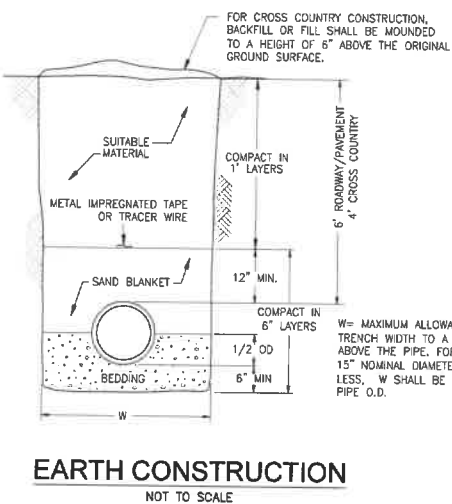 FOR CROSS COUNTRY CONSTRUCTION,
BACKFILL OR FILL SHALL BE MOUNDED
TO A HEIGHT OF 6" ABOVE THE ORIGINAL
GROUND SURFACE.
SUITABLE
MATERIAL
COMPACT IN
1' LAYERS
6' ROADWAY/PAVEMENT
4' CROSS COUNTRY
METAL IMPREGNATED TAPE
OR TRACER WIRE
SAND BLANKET
12" MIN.
COMPACT IN
6" LAYERS
1/2 OD
BEDDING
6" MIN
W
W= MAXIMUM ALLOWA
TRENCH WIDTH TO A
ABOVE THE PIPE. FO
15" NOMINAL DIAMETE
LESS, W SHALL BE
PIPE O.D.
EARTH CONSTRUCTION
NOT TO SCALE